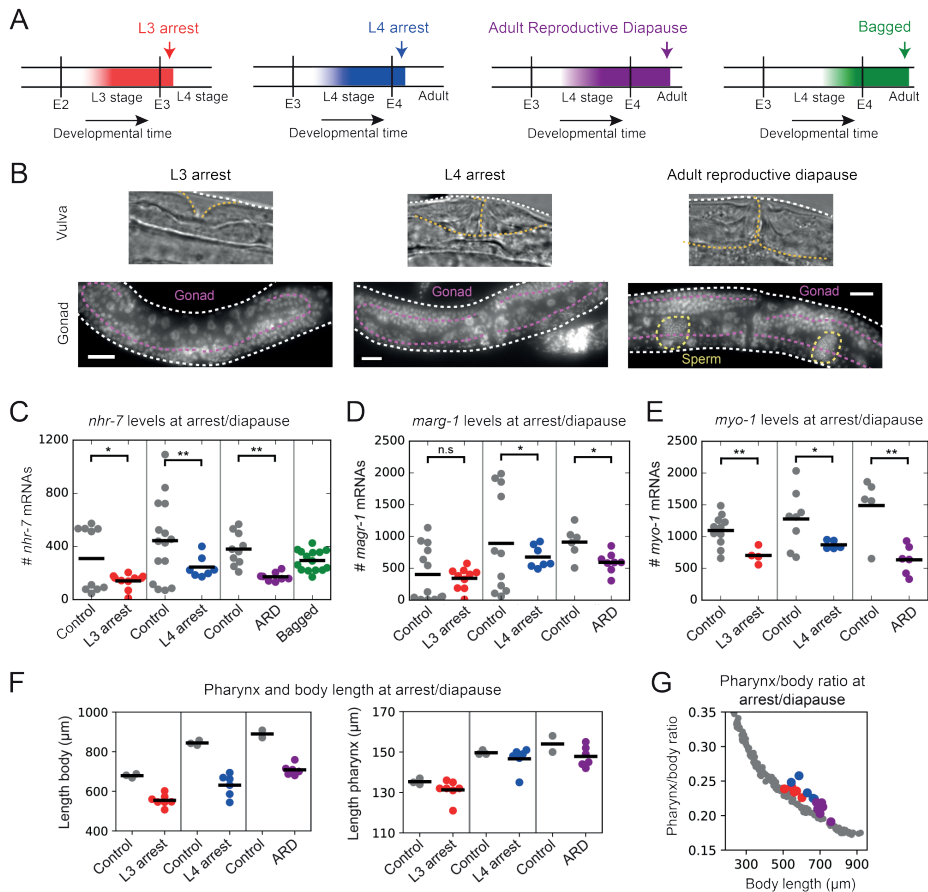 A
L3 arrest
L4 arrest
Adult Reproductive Diapause
Bagged
E2 L3 stage E3 L4 stage
E3 L4 stage E4 Adult
E3 L4 stage E4 Adult
E3 L4 stage E4 Adult
Developmental time
Developmental time
Developmental time
Developmental time
B
L3 arrest
L4 arrest
Adult reproductive diapause
Vulva
Gonad
Gonad
Gonad
Gonad
Sperm
C
nhr-7 levels at arrest/diapause
# nhr-7 mRNAs
1200
800
400
0
*
**
**
Control
L3 arrest
Control
L4 arrest
Control
ARD
Bagged
D
marg-1 levels at arrest/diapause
# magr-1 mRNAs
2500
2000
1500
1000
500
0
n.s
*
*
Control
L3 arrest
Control
L4 arrest
Control
ARD
E
myo-1 levels at arrest/diapause
# myo-1 mRNAs
2500
2000
1500
1000
500
0
**
*
**
Control
L3 arrest
Control
L4 arrest
Control
ARD
F
Pharynx and body length at arrest/diapause
Length body (µm)
1000
800
600
400
Control
L3 arrest
Control
L4 arrest
Control
ARD
Length pharynx (µm)
170
150
130
110
Control
L3 arrest
Control
L4 arrest
Control
ARD
G
Pharynx/body ratio at
arrest/diapause
Pharynx/body ratio
0.35
0.30
0.25
0.20
0.15
300 500 700 900
Body length (µm)